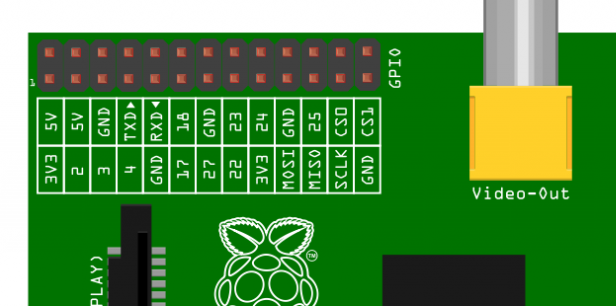 1
GPIO
5V 5V GND TXD▲ RXD▼ 18 GND 23 24 GND 25 CS0 CS1
3V3 2 3 4 GND 17 27 22 3V3 MOSI MISO SCLK GND
Video-Out
PLAY)
TM